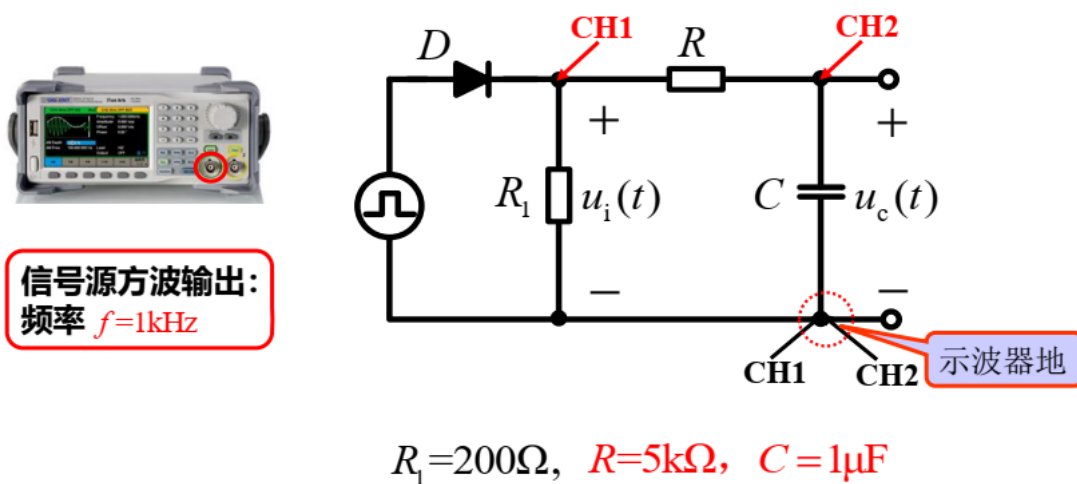 CH1
CH2
D
R
+
+
R₁
uᵢ(t)
C
u_c(t)
信号源方波输出：
频率 f=1kHz
−
−
CH1
CH2
示波器地
R₁=200Ω, R=5kΩ， C=1μF